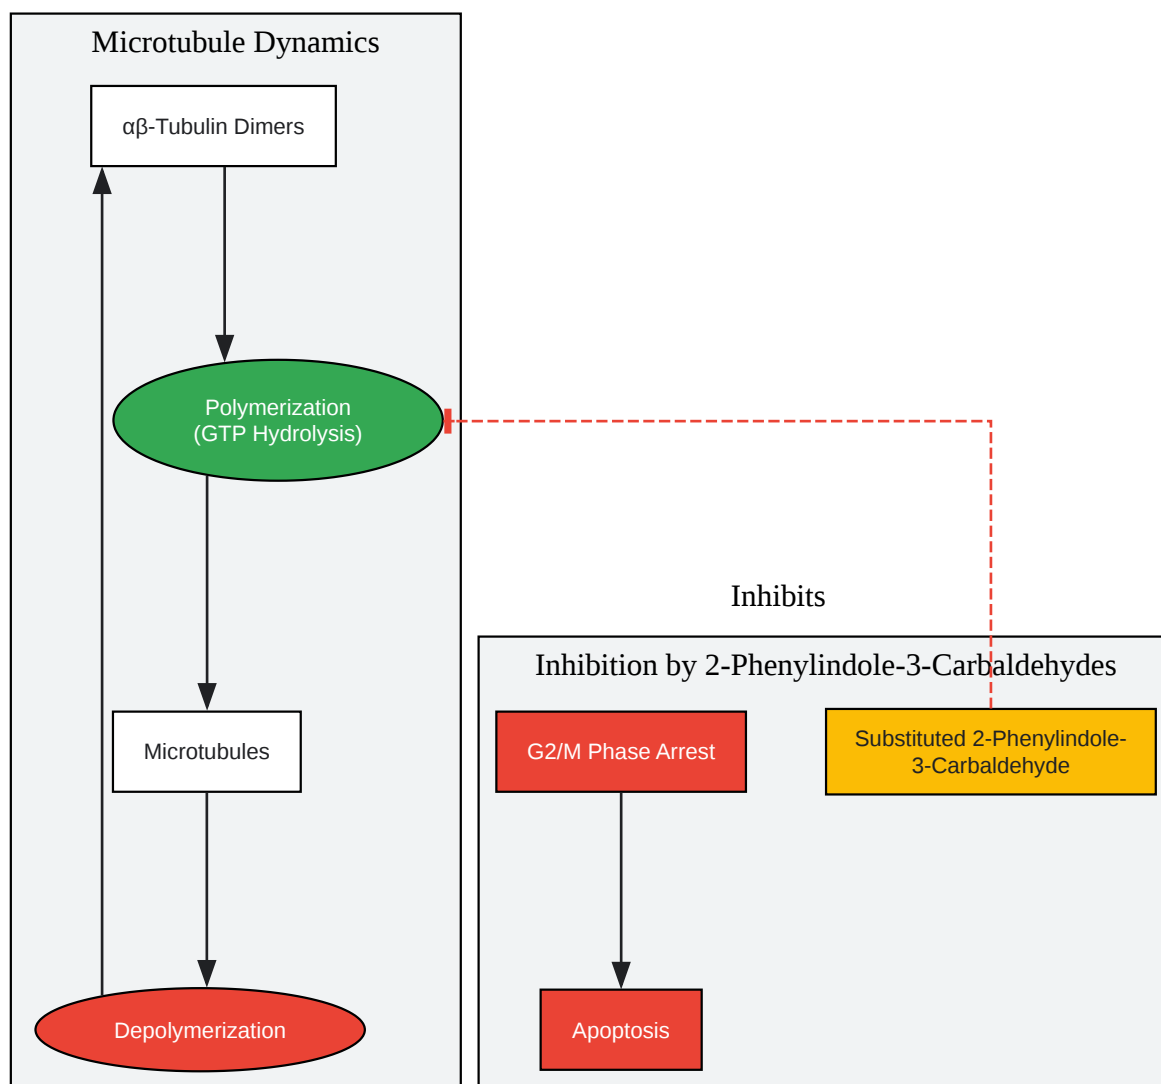 Microtubule Dynamics
αβ-Tubulin Dimers
Polymerization
(GTP Hydrolysis)
Microtubules
Depolymerization
Inhibits
Inhibition by 2-Phenylindole-3-Carbaldehydes
G2/M Phase Arrest
Substituted 2-Phenylindole-
3-Carbaldehyde
Apoptosis